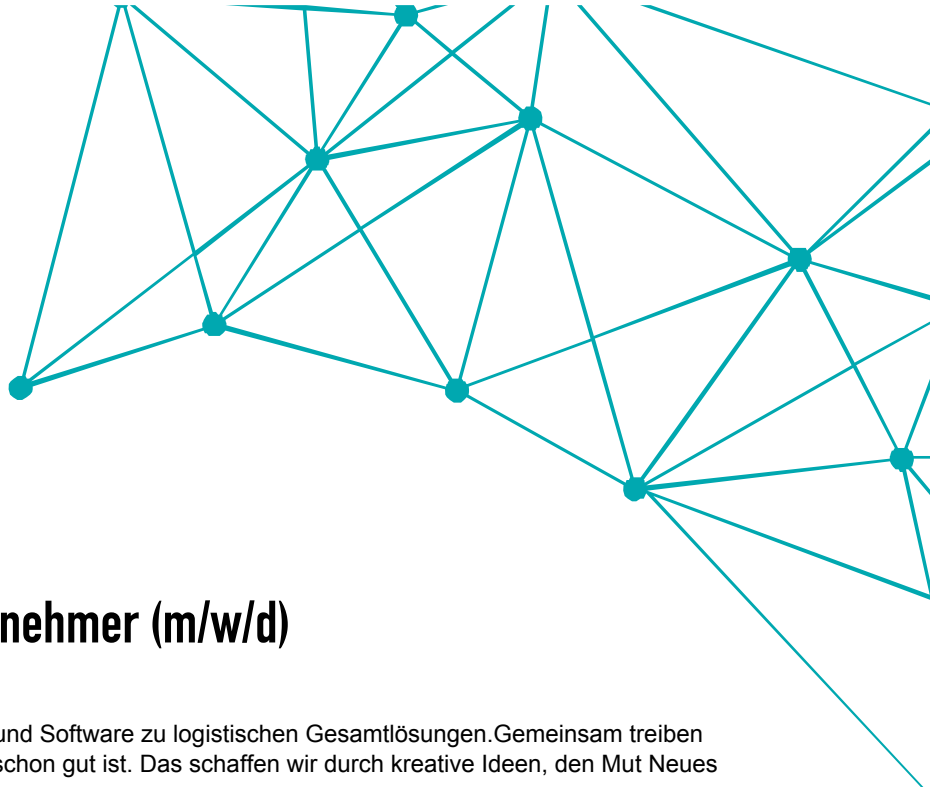 nehmer (m/w/d)
und Software zu logistischen Gesamtlösungen.Gemeinsam treiben
schon gut ist. Das schaffen wir durch kreative Ideen, den Mut Neues